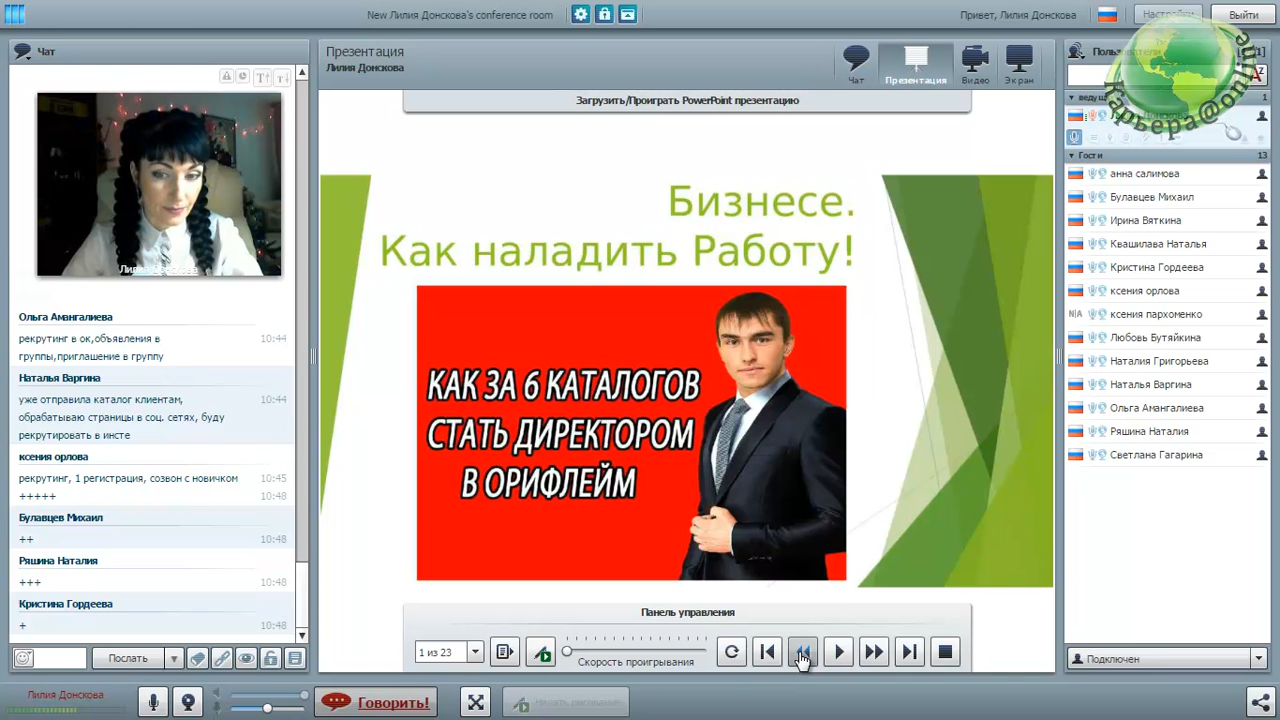 New Лилия Донскова's conference room
Привет, Лилия Донскова
Настройки
Выйти
Чат
Ольга Амангалиева
рекрутинг в ок,объявления в
группы,приглашение в группу
10:44
Наталья Варгина
уже отправила каталог клиентам,
обрабатываю страницы в соц. сетях, буду
рекрутировать в инсте
10:44
ксения орлова
рекрутинг, 1 регистрация, созвон с новичком
10:45
+++++
10:48
Булавцев Михаил
++
10:48
Ряшина Наталия
+++
10:48
Кристина Гордеева
+
10:48
Послать
Презентация
Лилия Донскова
Чат
Презентация
Видео
Экран
Загрузить/Проиграть PowerPoint презентацию
Бизнесе.
Как наладить Работу!
КАК ЗА 6 КАТАЛОГОВ
СТАТЬ ДИРЕКТОРОМ
В ОРИФЛЕЙМ
Панель управления
1 из 23
Скорость проигрывания
Карьера@online
1
Гости
13
анна салимова
Булавцев Михаил
Ирина Вяткина
Квашилава Наталья
Кристина Гордеева
ксения орлова
N/A
ксения пархоменко
Любовь Бутяйкина
Наталия Григорьева
Наталья Варгина
Ольга Амангалиева
Ряшина Наталия
Светлана Гагарина
Подключен
Лилия Донскова
Говорить!